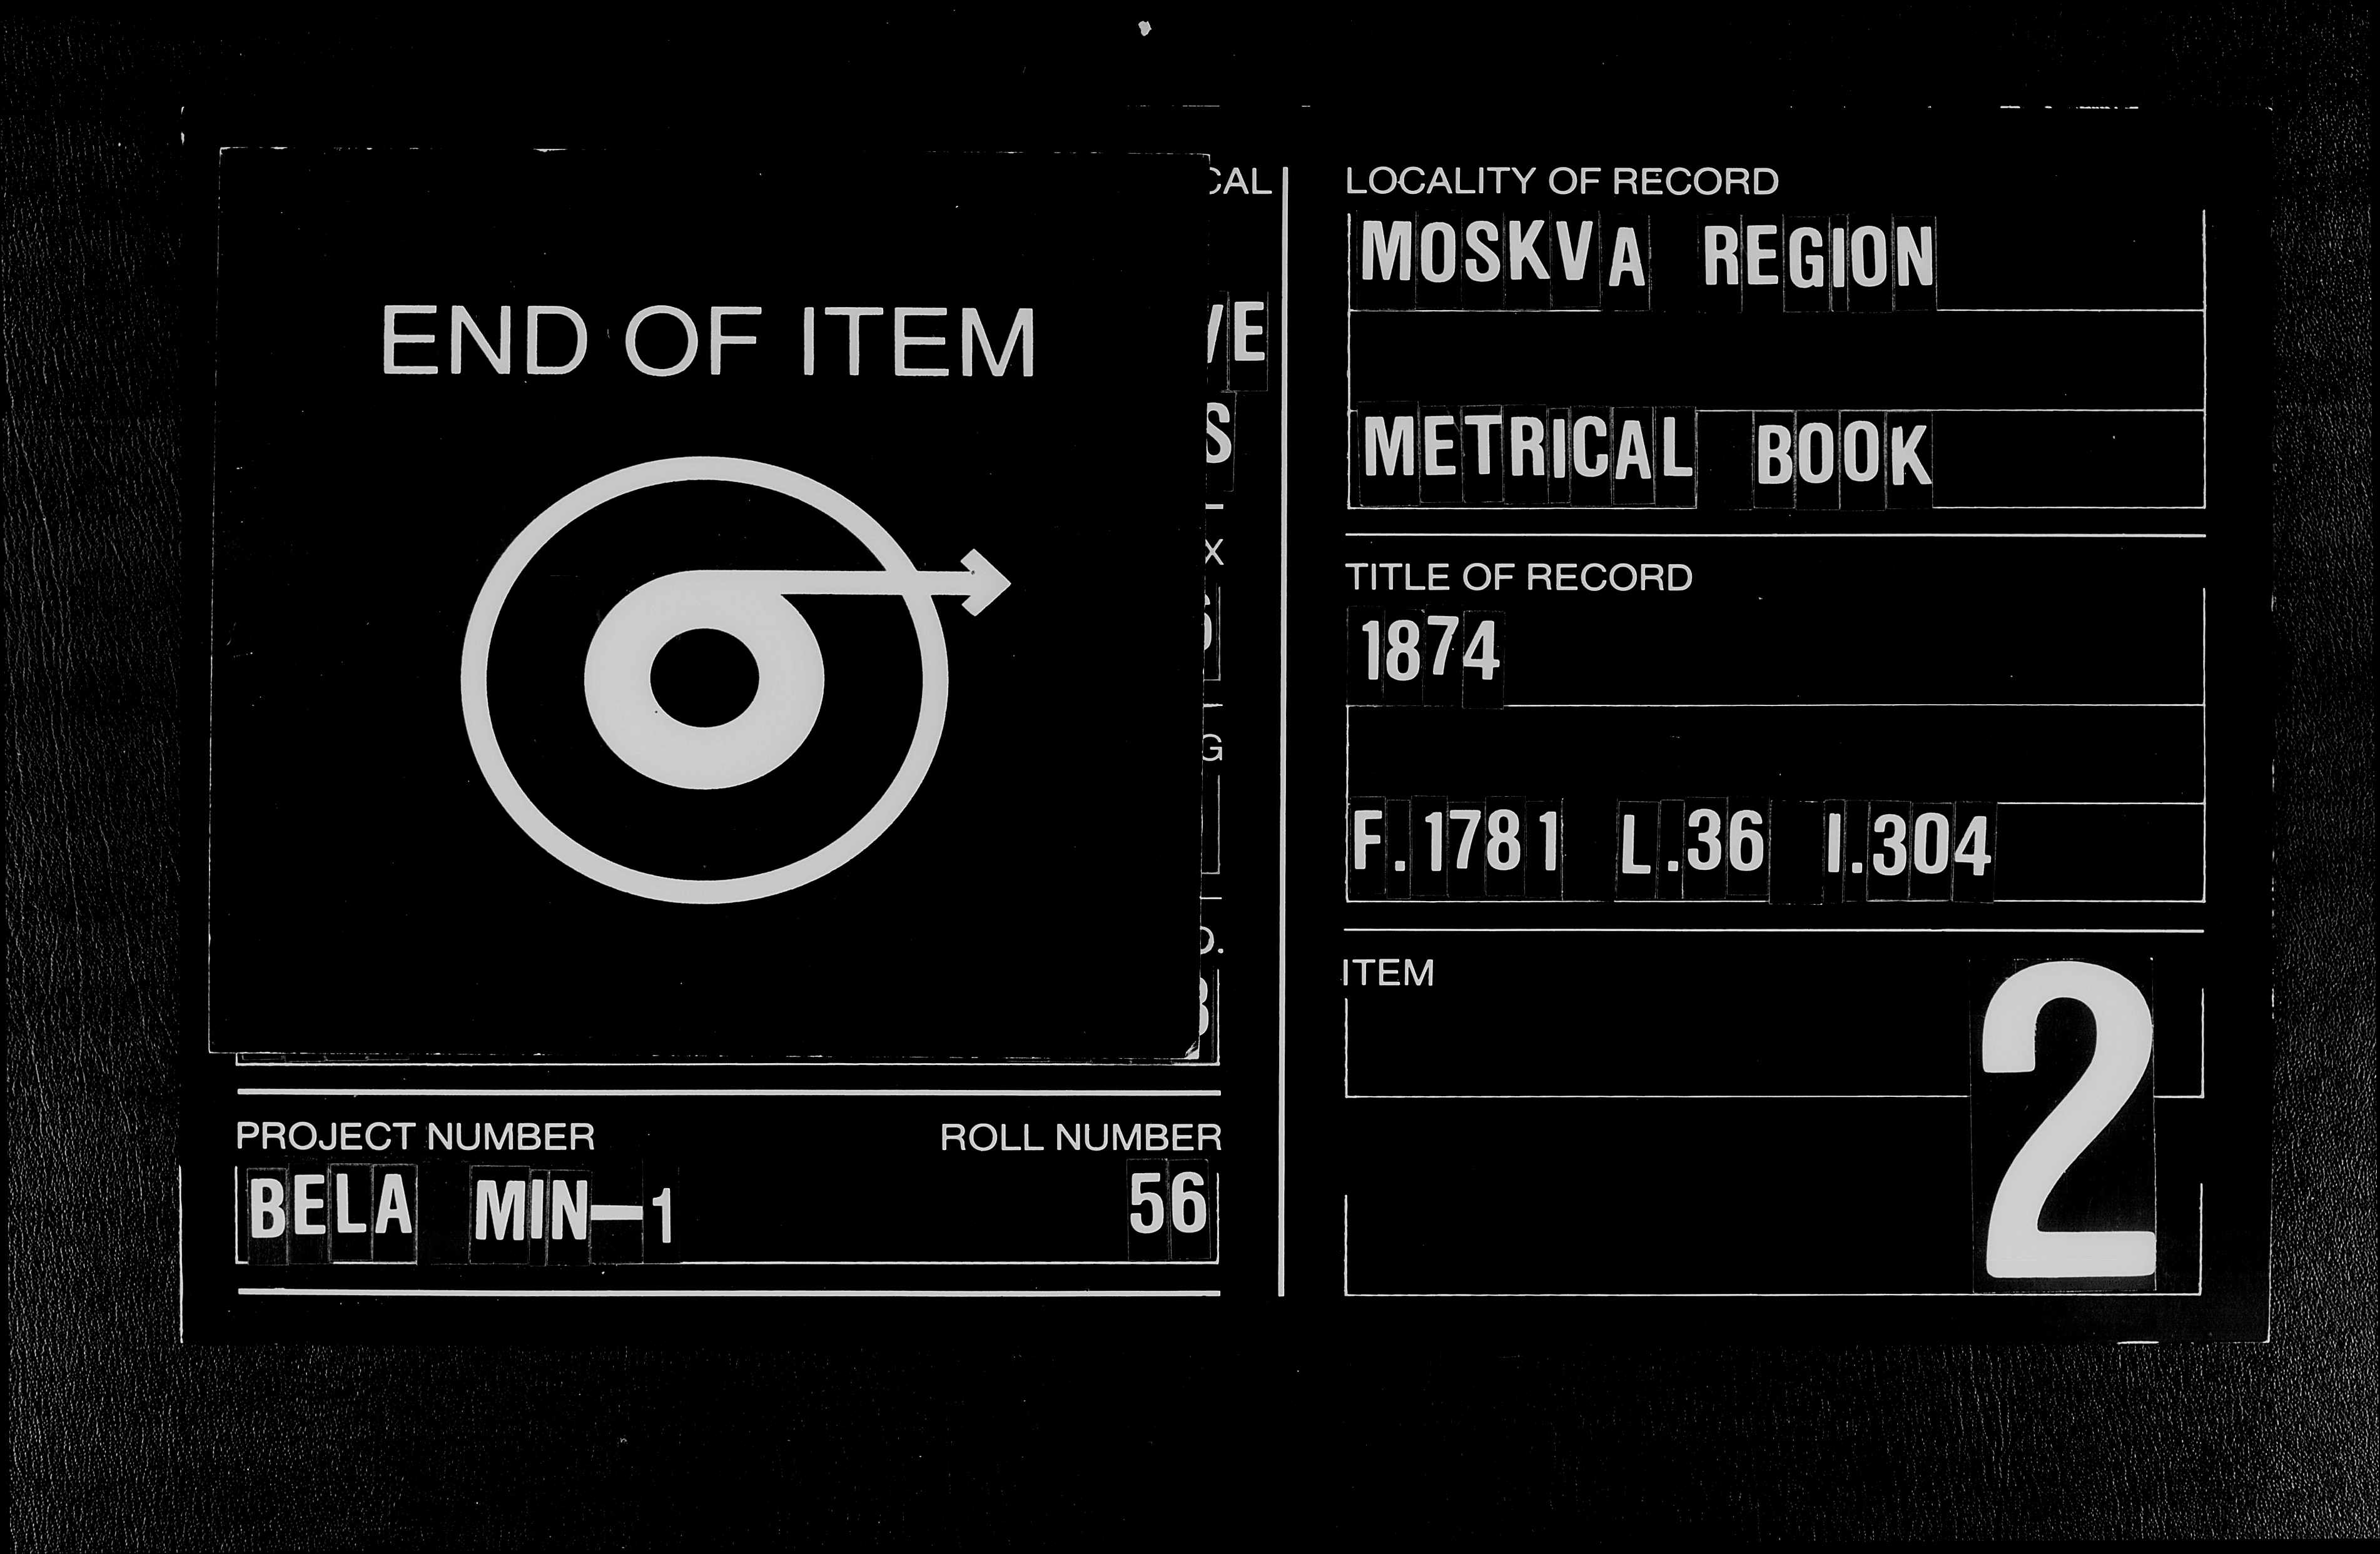 END OF ITEM
PROJECT NUMBER ROLL NUMBER
BELA MIN-1 56
LOCALITY OF RECORD
MOSKVA REGION
METRICAL BOOK
TITLE OF RECORD
1874
F.1781 L.36 I.304
ITEM
2